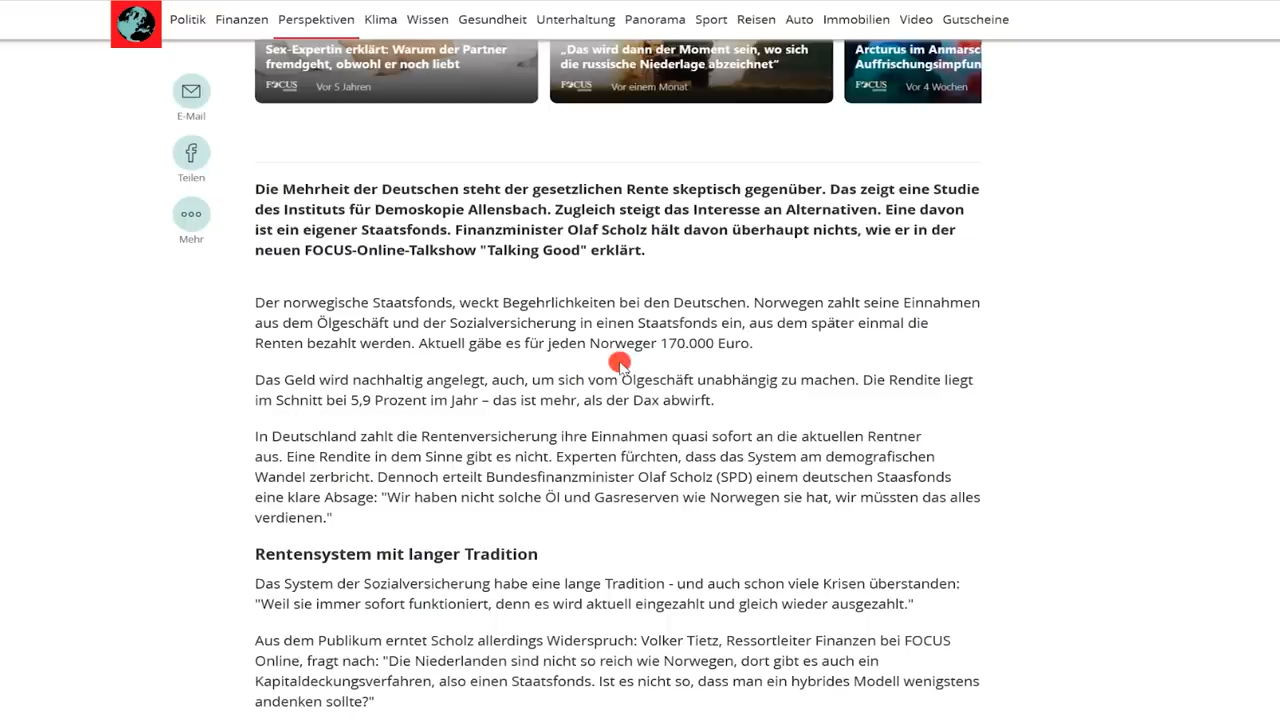 Politik Finanzen Perspektiven Klima Wissen Gesundheit Unterhaltung Panorama Sport Reisen Auto Immobilien Video Gutscheine
Sex-Expertin erklärt: Warum der Partner
fremdgeht, obwohl er noch liebt
FOCUS Vor 5 Jahren
„Das wird dann der Moment sein, wo sich
die russische Niederlage abzeichnet“
FOCUS Vor einem Monat
Arcturus im Anmarsc
Auffrischungsimpfun
FOCUS Vor 4 Wochen
E-Mail
Teilen
Mehr
Die Mehrheit der Deutschen steht der gesetzlichen Rente skeptisch gegenüber. Das zeigt eine Studie
des Instituts für Demoskopie Allensbach. Zugleich steigt das Interesse an Alternativen. Eine davon
ist ein eigener Staatsfonds. Finanzminister Olaf Scholz hält davon überhaupt nichts, wie er in der
neuen FOCUS-Online-Talkshow "Talking Good" erklärt.
Der norwegische Staatsfonds, weckt Begehrlichkeiten bei den Deutschen. Norwegen zahlt seine Einnahmen
aus dem Ölgeschäft und der Sozialversicherung in einen Staatsfonds ein, aus dem später einmal die
Renten bezahlt werden. Aktuell gäbe es für jeden Norweger 170.000 Euro.
Das Geld wird nachhaltig angelegt, auch, um sich vom Ölgeschäft unabhängig zu machen. Die Rendite liegt
im Schnitt bei 5,9 Prozent im Jahr – das ist mehr, als der Dax abwirft.
In Deutschland zahlt die Rentenversicherung ihre Einnahmen quasi sofort an die aktuellen Rentner
aus. Eine Rendite in dem Sinne gibt es nicht. Experten fürchten, dass das System am demografischen
Wandel zerbricht. Dennoch erteilt Bundesfinanzminister Olaf Scholz (SPD) einem deutschen Staasfonds
eine klare Absage: "Wir haben nicht solche Öl und Gasreserven wie Norwegen sie hat, wir müssten das alles
verdienen."
Rentensystem mit langer Tradition
Das System der Sozialversicherung habe eine lange Tradition - und auch schon viele Krisen überstanden:
"Weil sie immer sofort funktioniert, denn es wird aktuell eingezahlt und gleich wieder ausgezahlt."
Aus dem Publikum erntet Scholz allerdings Widerspruch: Volker Tietz, Ressortleiter Finanzen bei FOCUS
Online, fragt nach: "Die Niederlanden sind nicht so reich wie Norwegen, dort gibt es auch ein
Kapitaldeckungsverfahren, also einen Staatsfonds. Ist es nicht so, dass man ein hybrides Modell wenigstens
andenken sollte?"